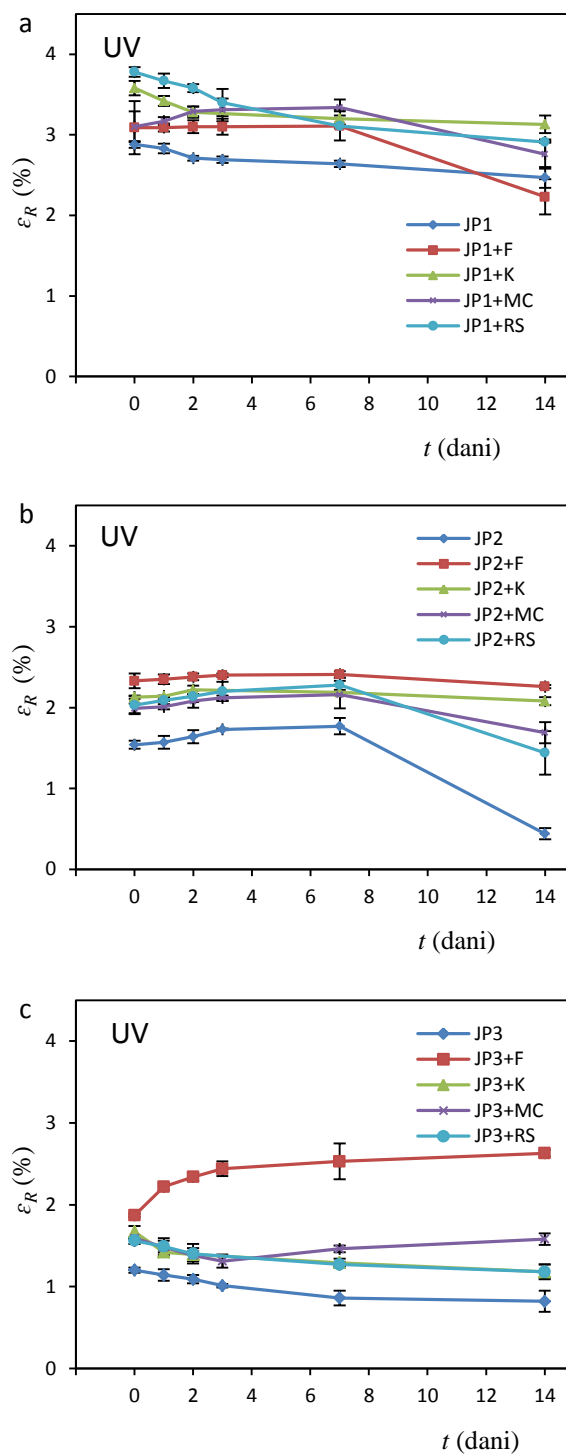 a
UV
4
3
2
1
0
ε_R (%)
JP1
JP1+F
JP1+K
JP1+MC
JP1+RS
0 2 4 6 8 10 12 14
t (dani)
b
UV
4
3
2
1
0
ε_R (%)
JP2
JP2+F
JP2+K
JP2+MC
JP2+RS
0 2 4 6 8 10 12 14
t (dani)
c
UV
4
3
2
1
0
ε_R (%)
JP3
JP3+F
JP3+K
JP3+MC
JP3+RS
0 2 4 6 8 10 12 14
t (dani)